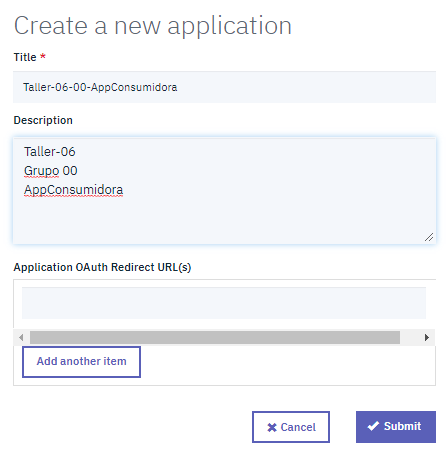 Create a new application
Title *
Taller-06-00-AppConsumidora
Description
Taller-06
Grupo 00
AppConsumidora
Application OAuth Redirect URL(s)
Add another item
Cancel
Submit